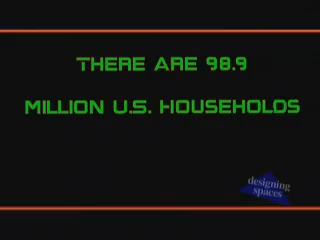 THERE ARE 98.9
MILLION U.S. HOUSEHOLDS
designing
spaces